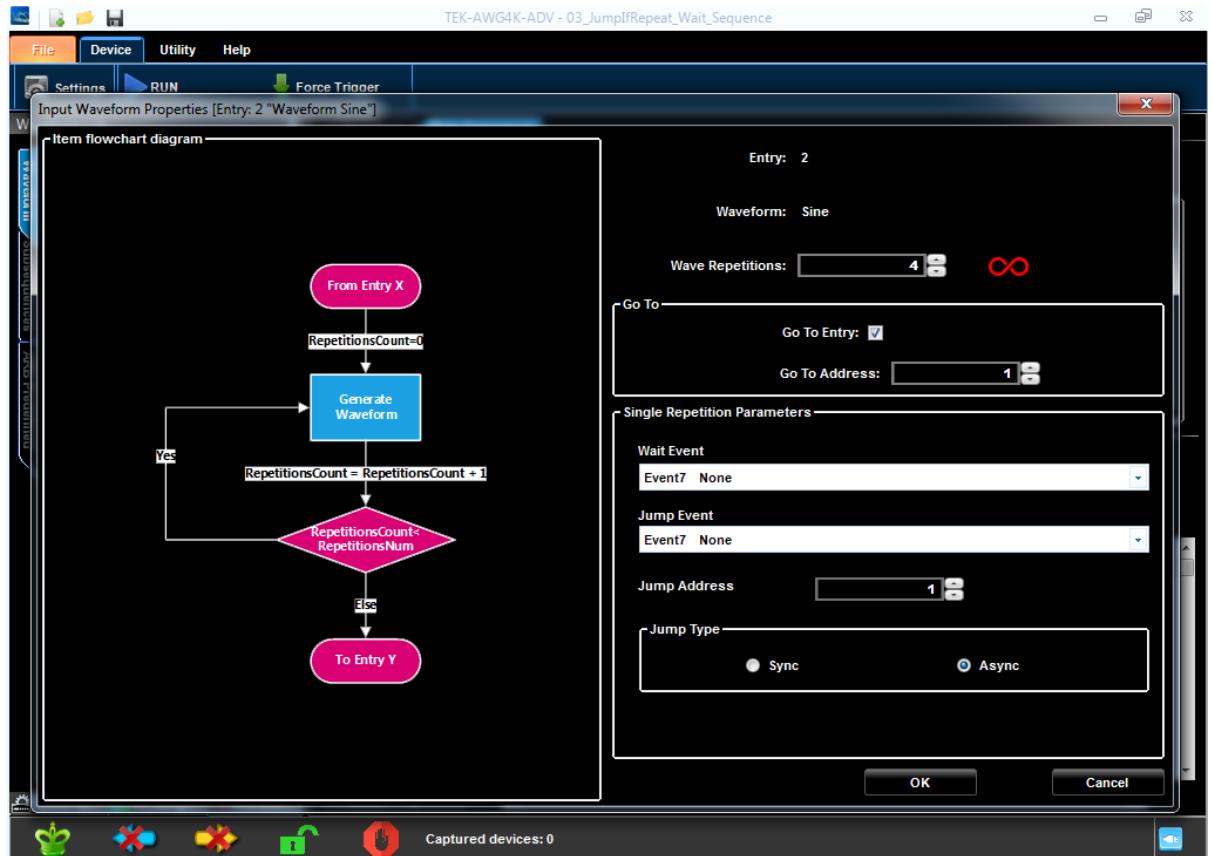 TEK-AWG4K-ADV - 03_JumpIfRepeat_Wait_Sequence
File Device Utility Help
Settings RUN Force Trigger
Input Waveform Properties [Entry: 2 "Waveform Sine"]
Item flowchart diagram
From Entry X
RepetitionsCount=0
Generate
Waveform
Yes
RepetitionsCount = RepetitionsCount + 1
RepetitionsCount<
RepetitionsNum
Else
To Entry Y
Entry: 2
Waveform: Sine
Wave Repetitions: 4
Go To
Go To Entry:
Go To Address: 1
Single Repetition Parameters
Wait Event
Event7 None
Jump Event
Event7 None
Jump Address 1
Jump Type
Sync Async
OK Cancel
Captured devices: 0